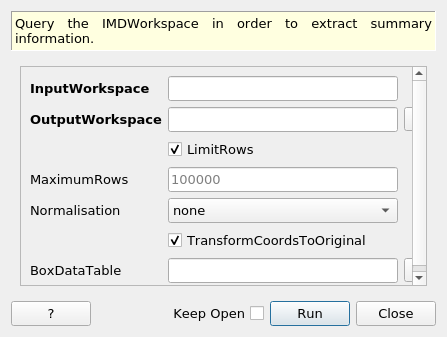 Query the IMDWorkspace in order to extract summary
information.
InputWorkspace
OutputWorkspace
LimitRows
MaximumRows 100000
Normalisation none
TransformCoordsToOriginal
BoxDataTable
? Keep Open Run Close